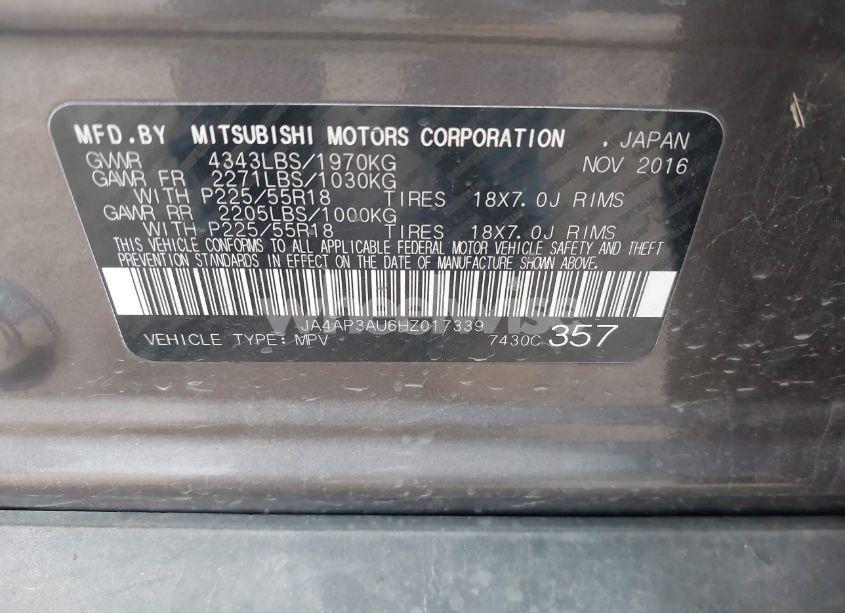 MFD.BY MITSUBISHI MOTORS CORPORATION , JAPAN
GVWR 4343LBS/1970KG NOV 2016
GAWR FR 2271LBS/1030KG
WITH P225/55R18 TIRES 18X7.0J RIMS
GAWR RR 2205LBS/1000KG
WITH P225/55R18 TIRES 18X7.0J RIMS
THIS VEHICLE CONFORMS TO ALL APPLICABLE FEDERAL MOTOR VEHICLE SAFETY AND THEFT
PREVENTION STANDARDS IN EFFECT ON THE DATE OF MANUFACTURE SHOWN ABOVE.
JA4AP3AU6HZ017339
VEHICLE TYPE: MPV 7430C 357